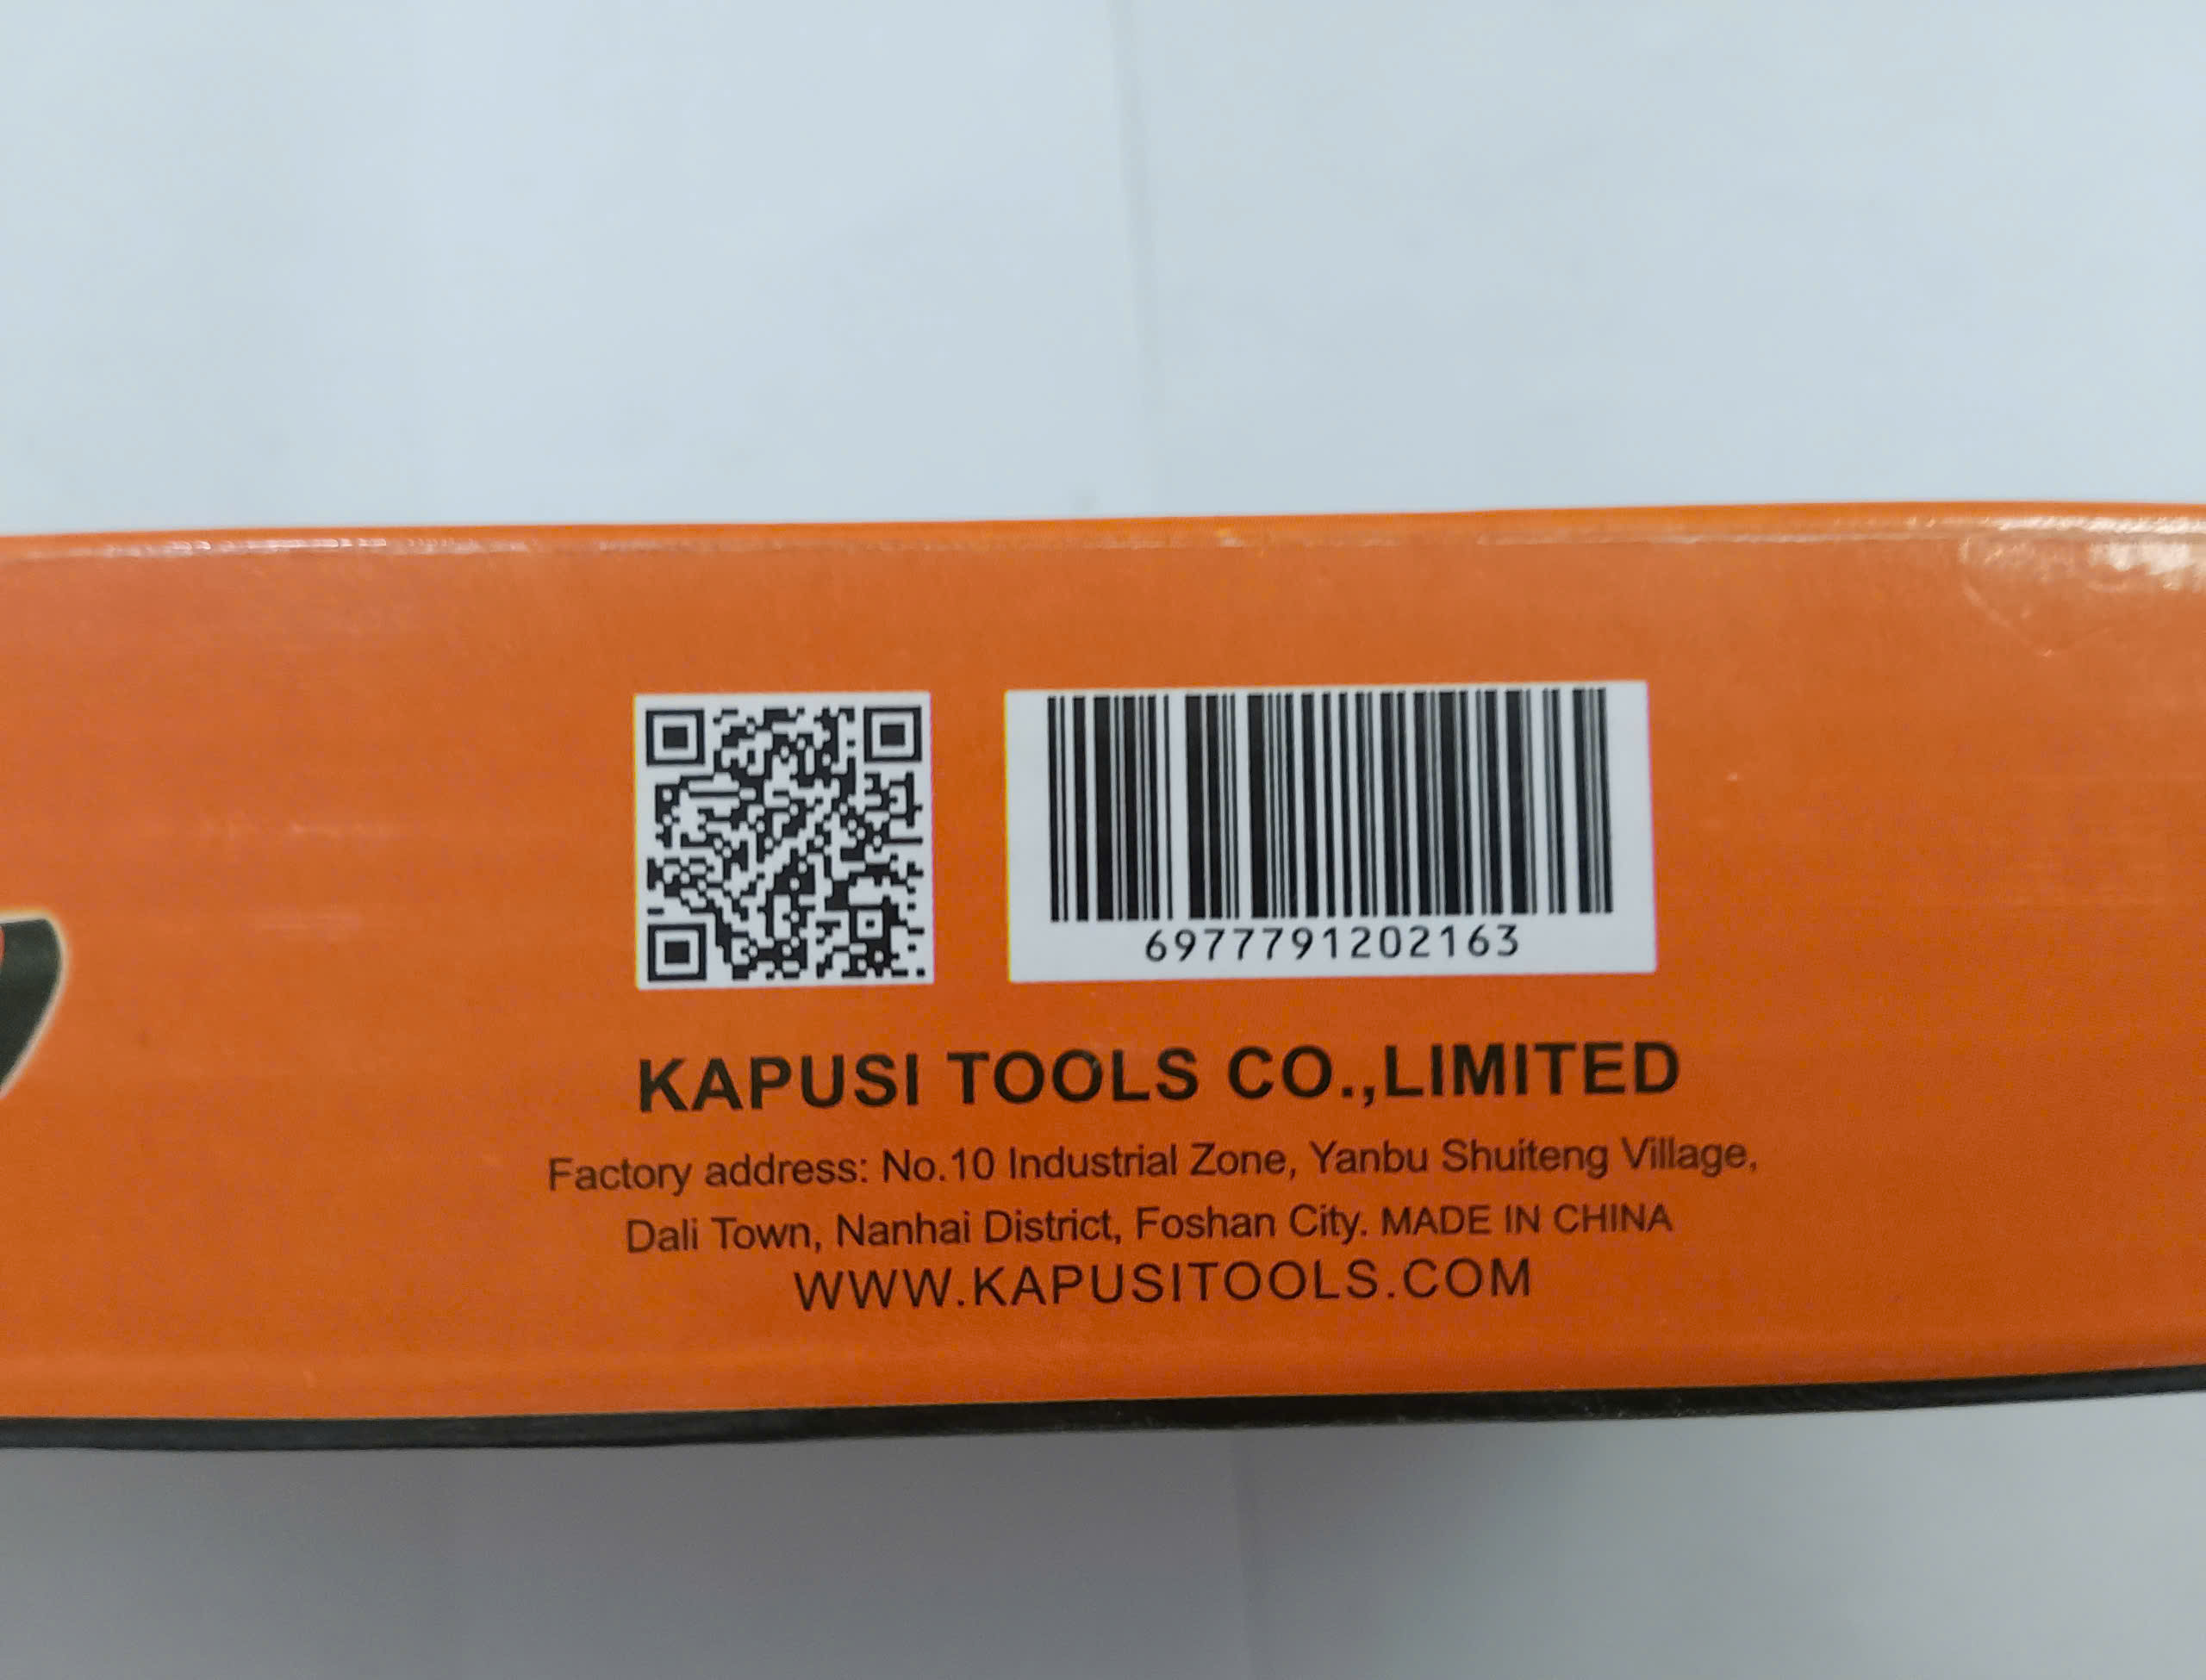 6977791202163
KAPUSI TOOLS CO.,LIMITED
Factory address: No.10 Industrial Zone, Yanbu Shuiteng Village,
Dali Town, Nanhai District, Foshan City. MADE IN CHINA
WWW.KAPUSITOOLS.COM